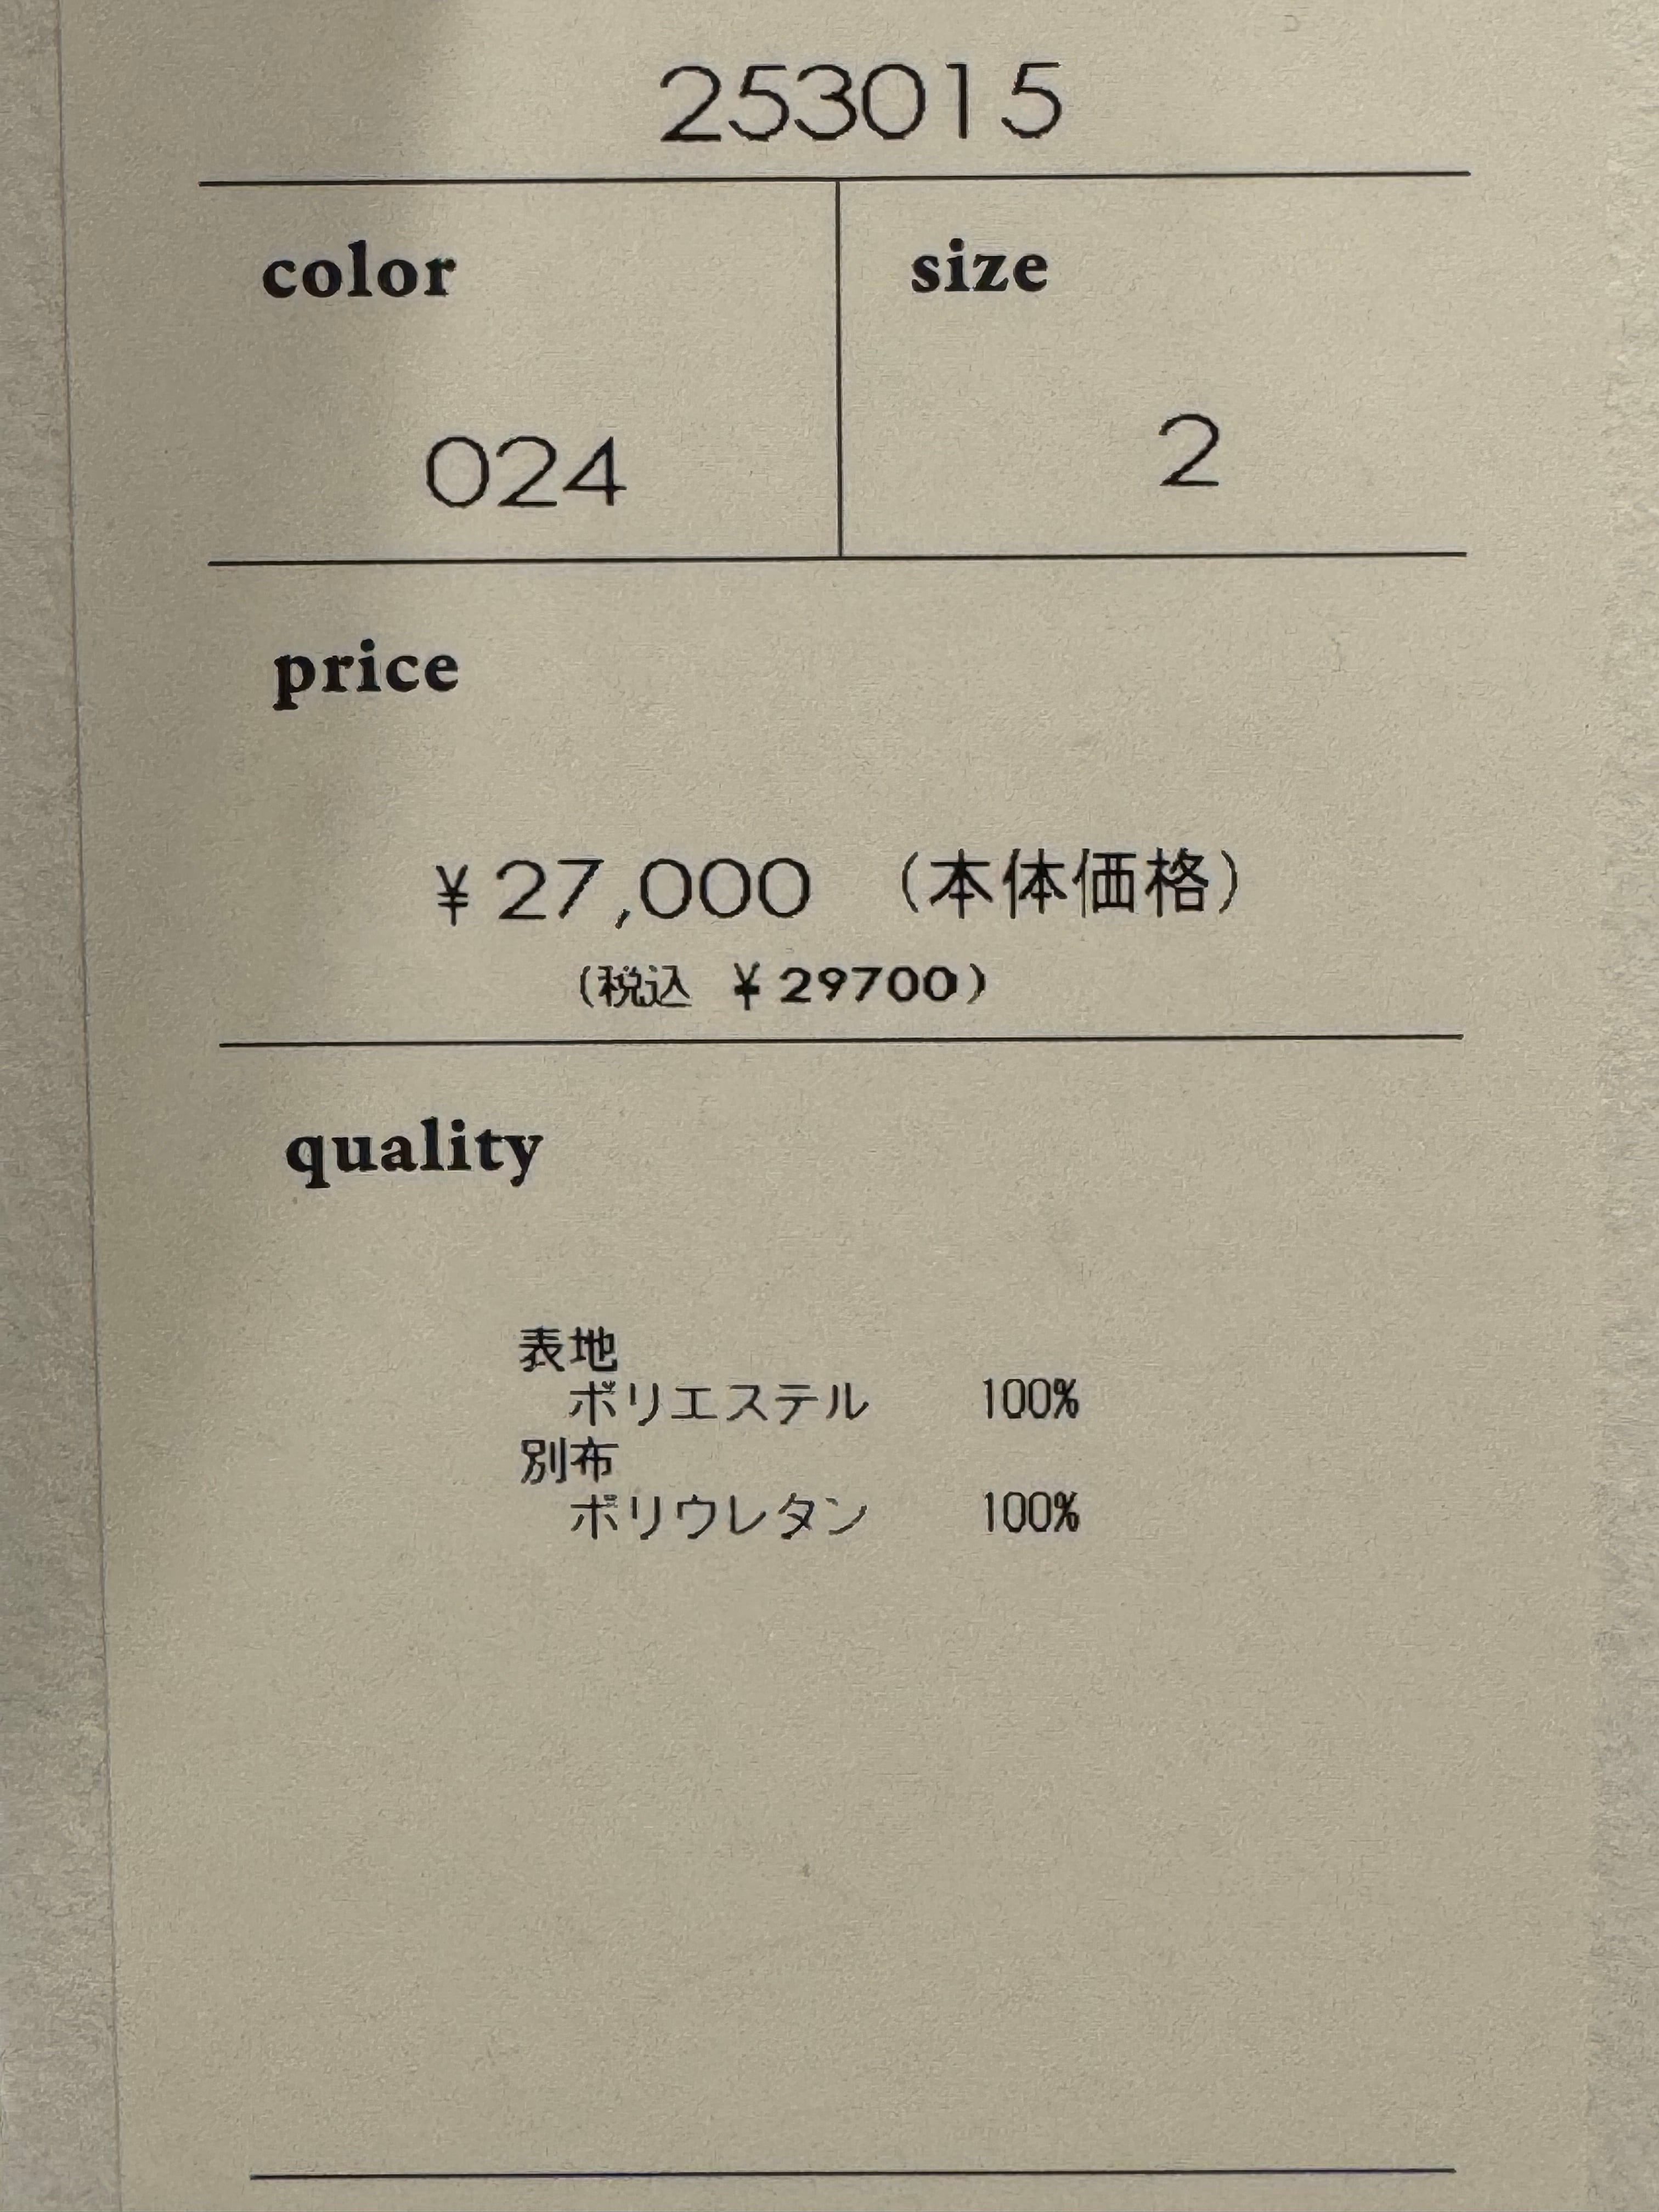 253015
color size
024 2
price
¥27,000 (本体価格)
(税込 ¥29700)
quality
表地
ポリエステル 100%
別布
ポリウレタン 100%